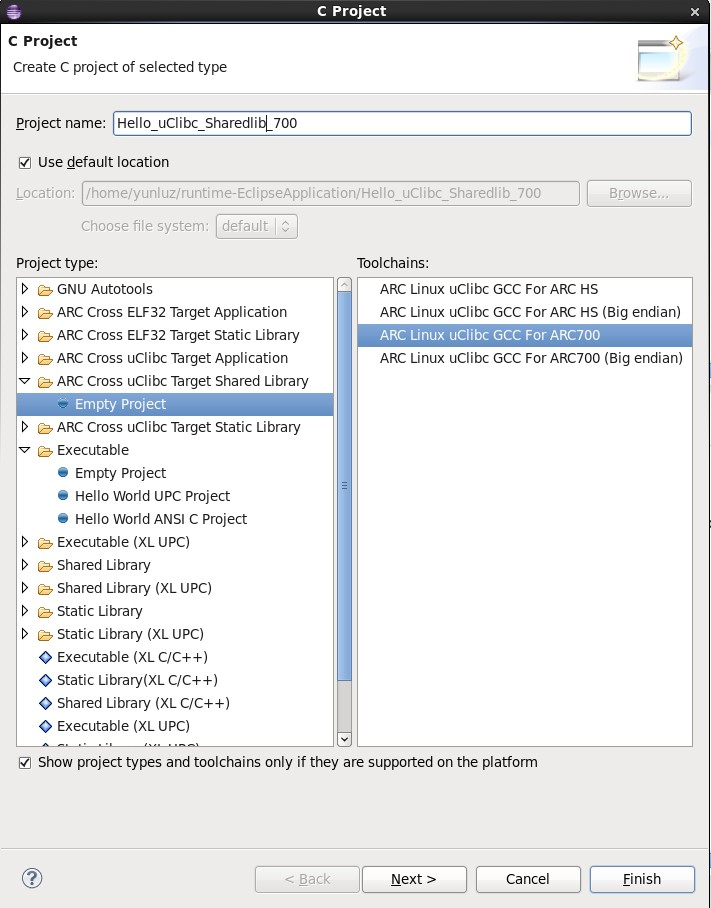 C Project
C Project
Create C project of selected type
Project name: Hello_uClibc_Sharedlib_700
Use default location
Location: /home/yunluz/runtime-EclipseApplication/Hello_uClibc_Sharedlib_700 Browse...
Choose file system: default
Project type: Toolchains:
GNU Autotools
ARC Cross ELF32 Target Application
ARC Cross ELF32 Target Static Library
ARC Cross uClibc Target Application
ARC Cross uClibc Target Shared Library
Empty Project
ARC Cross uClibc Target Static Library
Executable
Empty Project
Hello World UPC Project
Hello World ANSI C Project
Executable (XL UPC)
Shared Library
Shared Library (XL UPC)
Static Library
Static Library (XL UPC)
Executable (XL C/C++)
Static Library(XL C/C++)
Shared Library (XL C/C++)
Executable (XL UPC)
ARC Linux uClibc GCC For ARC HS
ARC Linux uClibc GCC For ARC HS (Big endian)
ARC Linux uClibc GCC For ARC700
ARC Linux uClibc GCC For ARC700 (Big endian)
Show project types and toolchains only if they are supported on the platform
? < Back Next > Cancel Finish